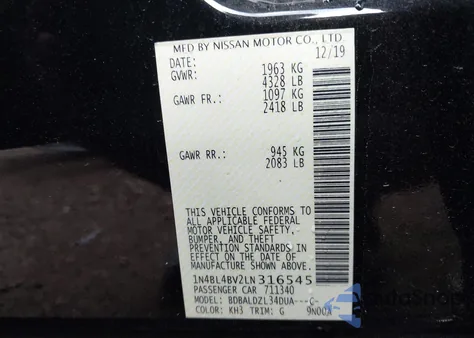 MFD BY NISSAN MOTOR CO., LTD.
DATE: 12/19
GVWR: 1963 KG
4328 LB
GAWR FR.: 1097 KG
2418 LB
GAWR RR.: 945 KG
2083 LB
THIS VEHICLE CONFORMS TO
ALL APPLICABLE FEDERAL
MOTOR VEHICLE SAFETY,
BUMPER, AND THEFT
PREVENTION STANDARDS
IN EFFECT ON THE DATE OF
MANUFACTURE SHOWN ABOVE.
1N4BL4BV2LN316545
PASSENGER CAR 711340
MODEL: BDBALDZL34DUA---C-
COLOR: KH3 TRIM: G 9N00A
AutoSnap